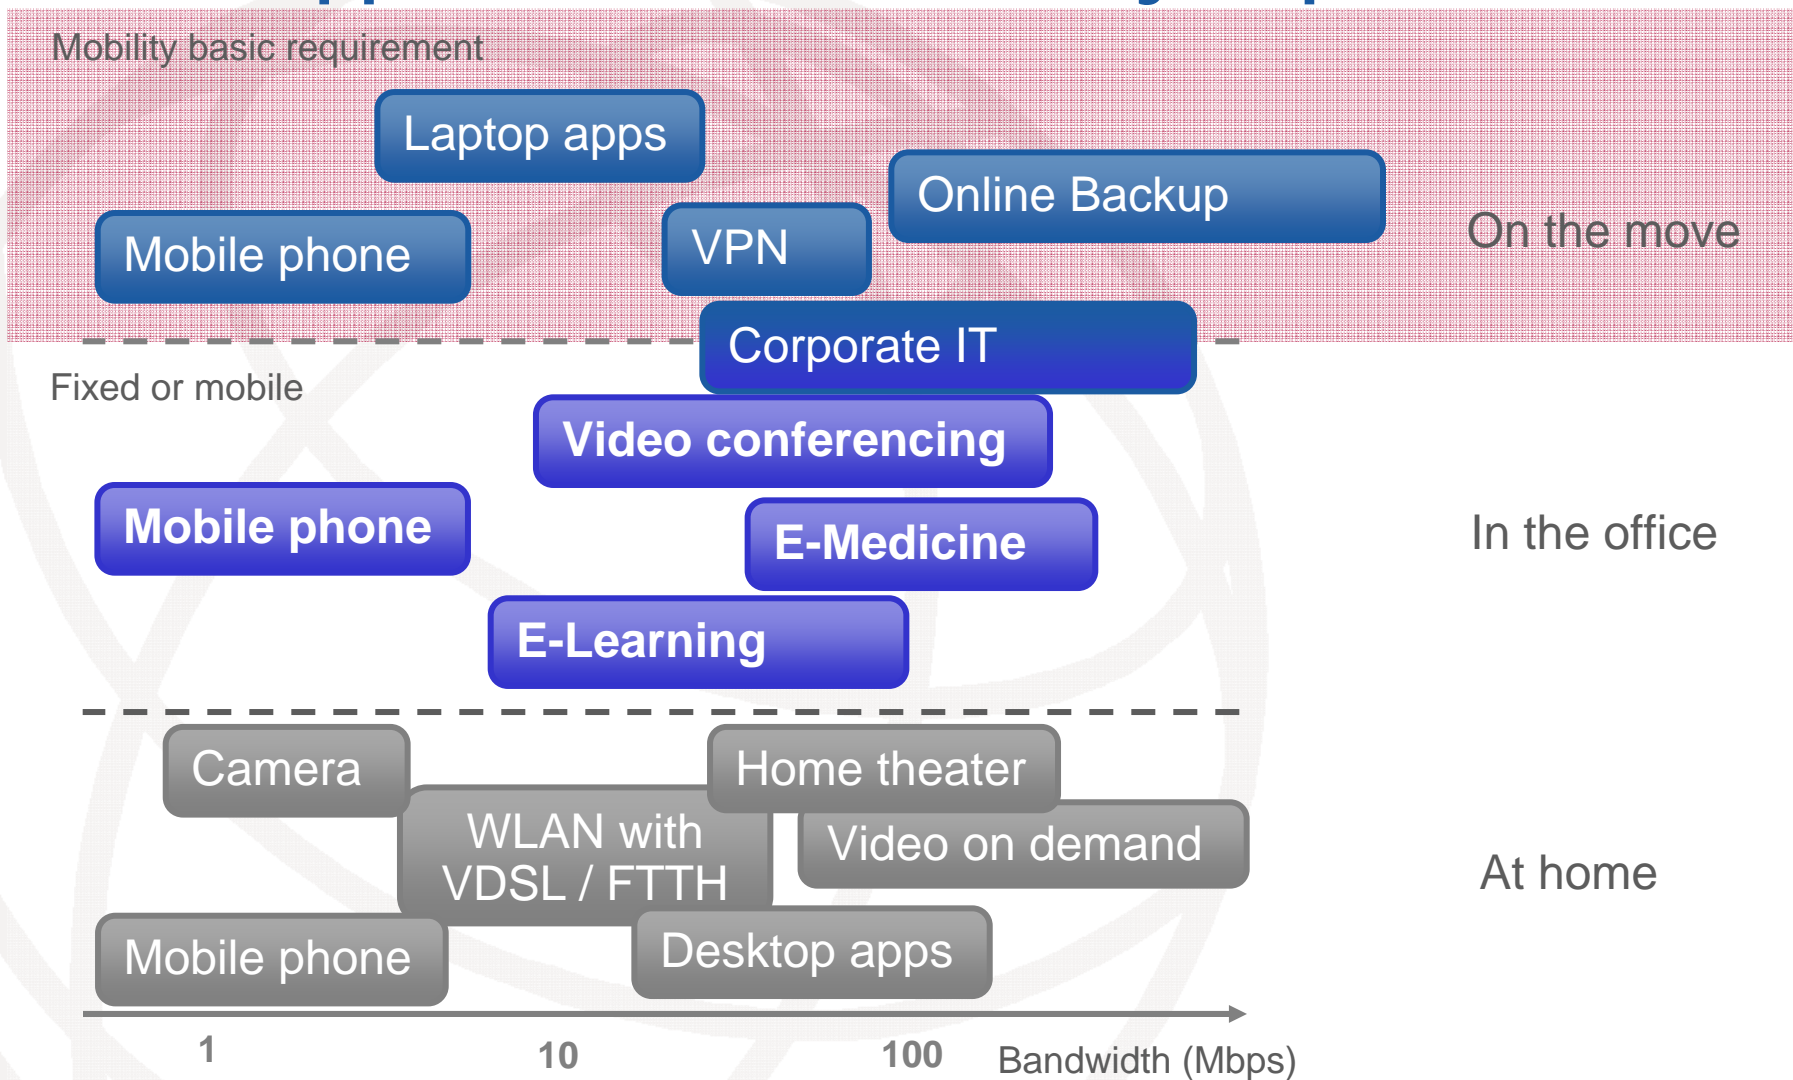 Mobility basic requirement
Laptop apps
Online Backup
On the move
VPN
Mobile phone
Corporate IT
Fixed or mobile
Video conferencing
Mobile phone
E-Medicine
In the office
E-Learning
Camera
Home theater
WLAN with
VDSL / FTTH
Video on demand
At home
Mobile phone
Desktop apps
1
10
100
Bandwidth (Mbps)